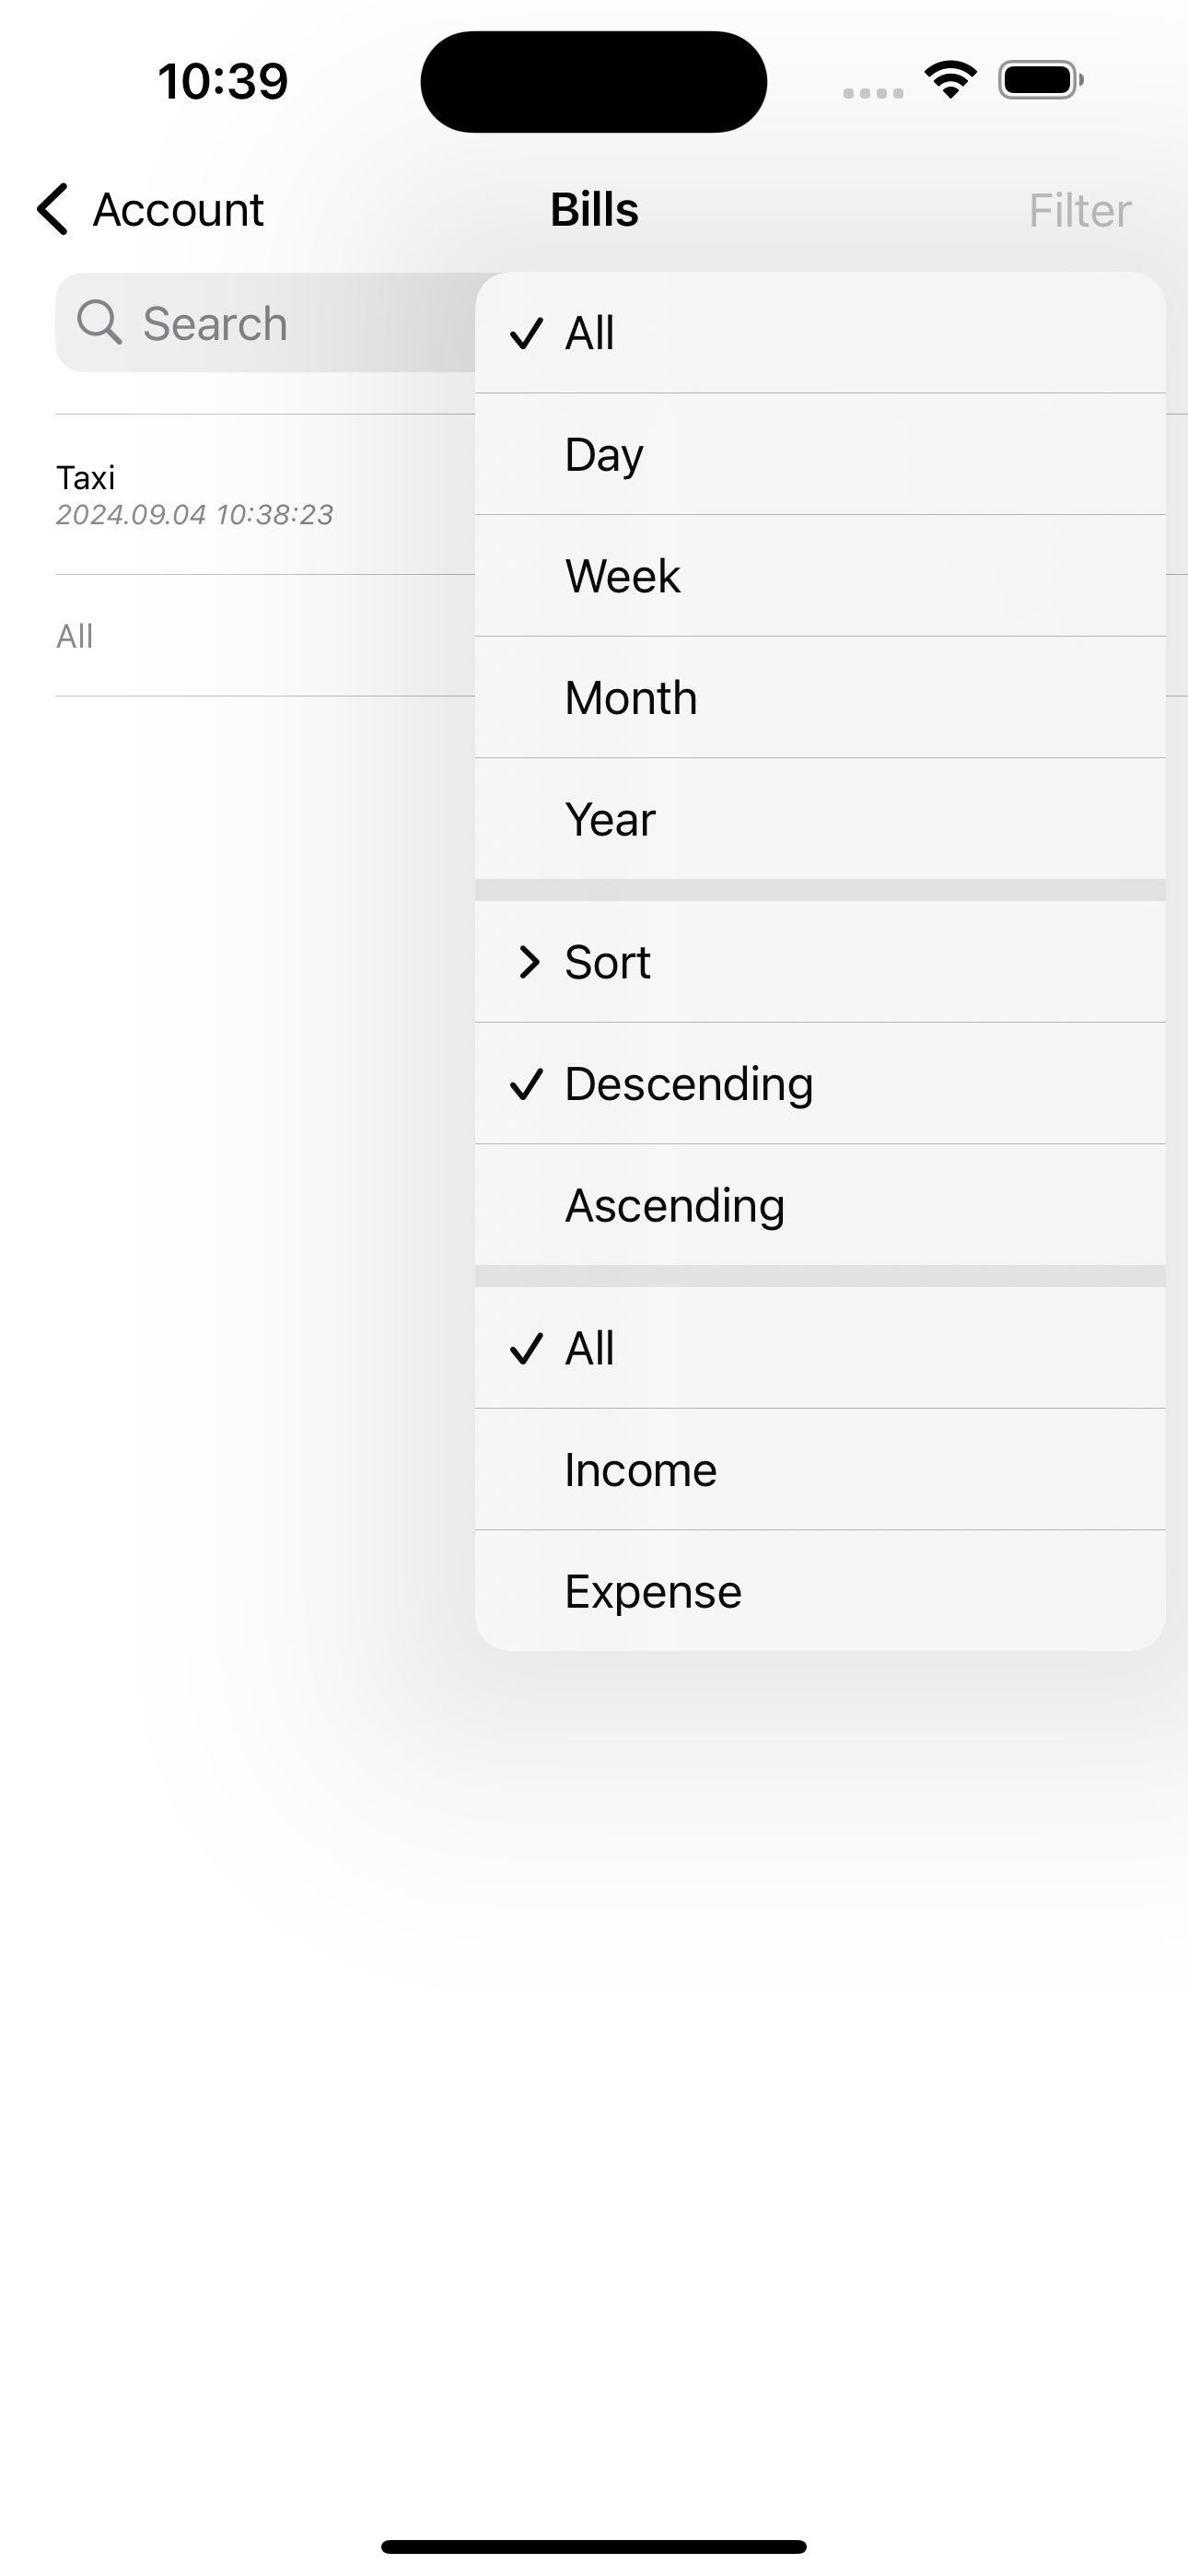 10:39
Account
Bills
Filter
Search
Taxi
2024.09.04 10:38:23
All
All
Day
Week
Month
Year
Sort
Descending
Ascending
All
Income
Expense